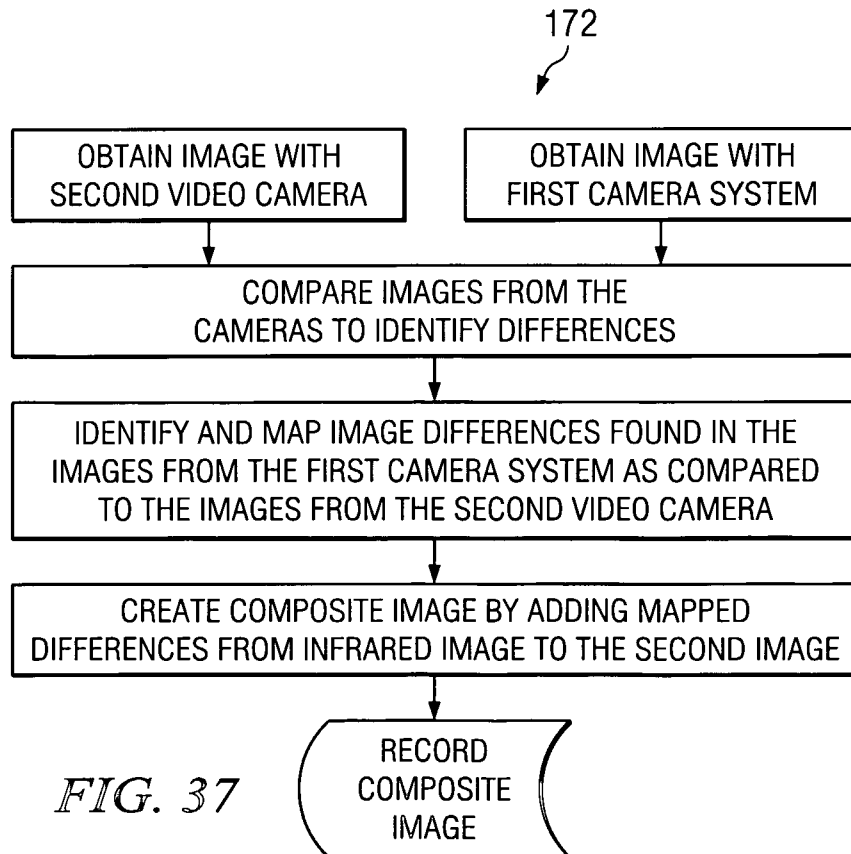 172
OBTAIN IMAGE WITH
SECOND VIDEO CAMERA
OBTAIN IMAGE WITH
FIRST CAMERA SYSTEM
COMPARE IMAGES FROM THE
CAMERAS TO IDENTIFY DIFFERENCES
IDENTIFY AND MAP IMAGE DIFFERENCES FOUND IN THE
IMAGES FROM THE FIRST CAMERA SYSTEM AS COMPARED
TO THE IMAGES FROM THE SECOND VIDEO CAMERA
CREATE COMPOSITE IMAGE BY ADDING MAPPED
DIFFERENCES FROM INFRARED IMAGE TO THE SECOND IMAGE
RECORD
COMPOSITE
IMAGE
FIG. 37